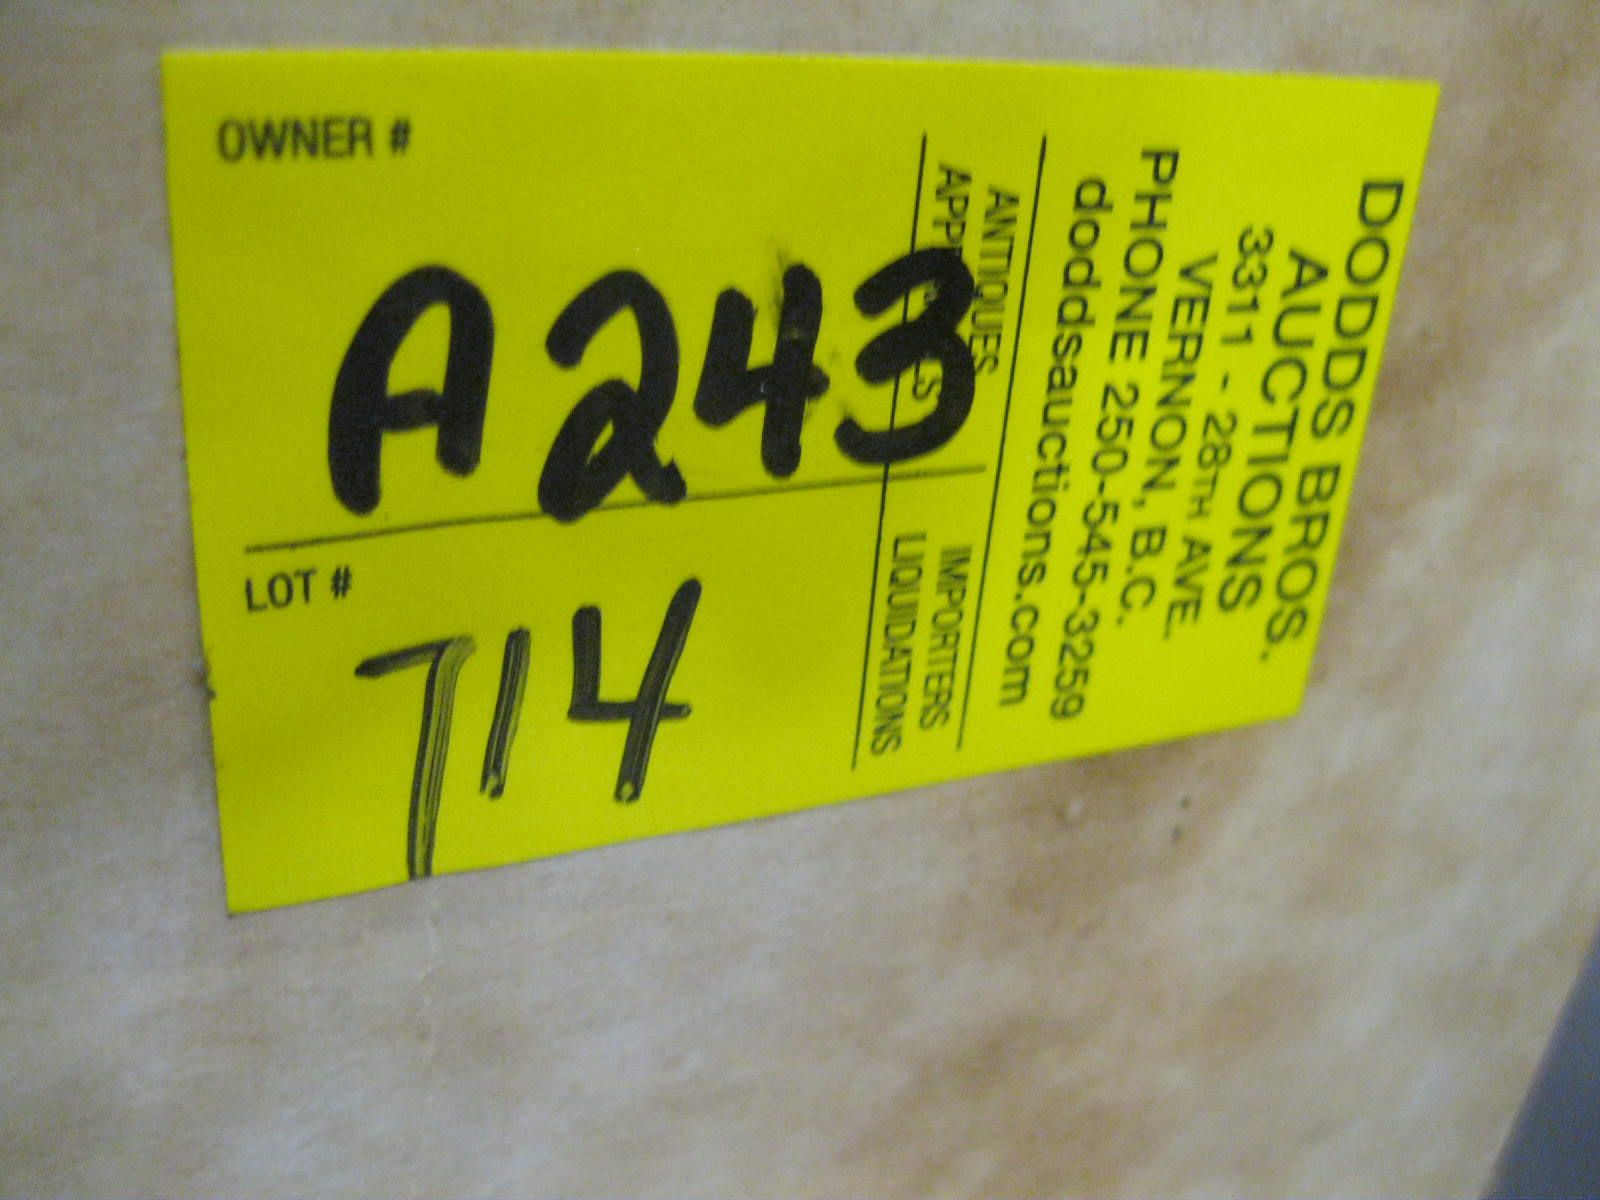 DODDS BROS.
AUCTIONS
3311 - 28TH AVE.
VERNON, B.C.
PHONE 250-545-3259
doddsauctions.com
ANTIQUES
IMPORTERS
LIQUIDATIONS
OWNER #
A243
LOT #
714